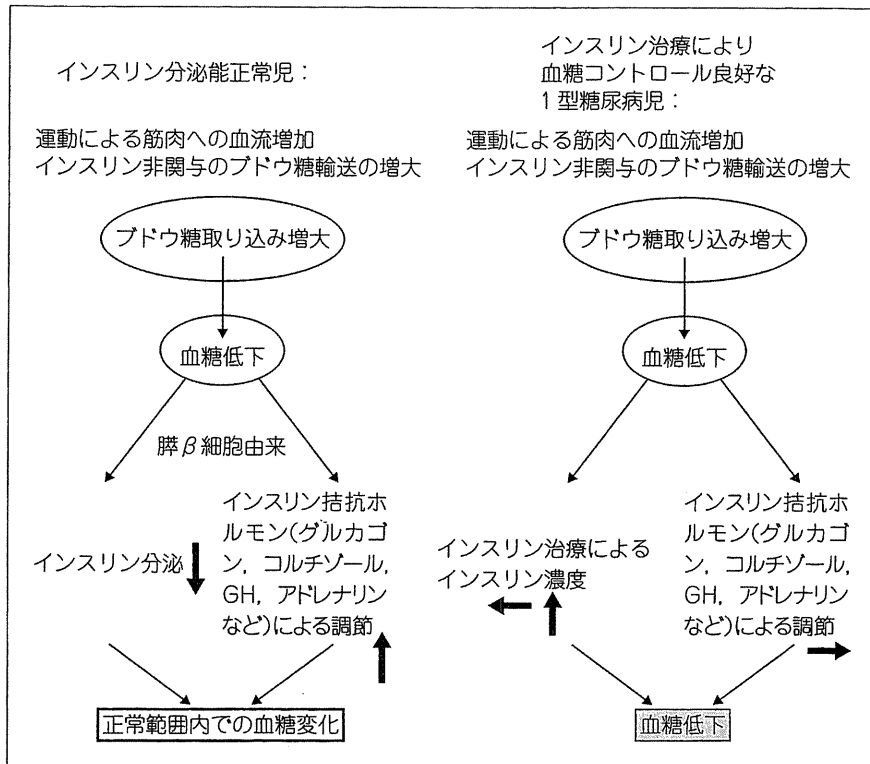 インスリン分泌能正常児：
運動による筋肉への血流増加
インスリン非関与のブドウ糖輸送の増大
ブドウ糖取り込み増大
血糖低下
膵β細胞由来
インスリン分泌
インスリン拮抗ホ
ルモン(グルカゴ
ン，コルチゾール，
GH，アドレナリン
など)による調節
正常範囲内での血糖変化
インスリン治療により
血糖コントロール良好な
1型糖尿病児：
運動による筋肉への血流増加
インスリン非関与のブドウ糖輸送の増大
ブドウ糖取り込み増大
血糖低下
インスリン治療による
インスリン濃度
インスリン拮抗ホ
ルモン(グルカゴ
ン，コルチゾール，
GH，アドレナリン
など)による調節
血糖低下